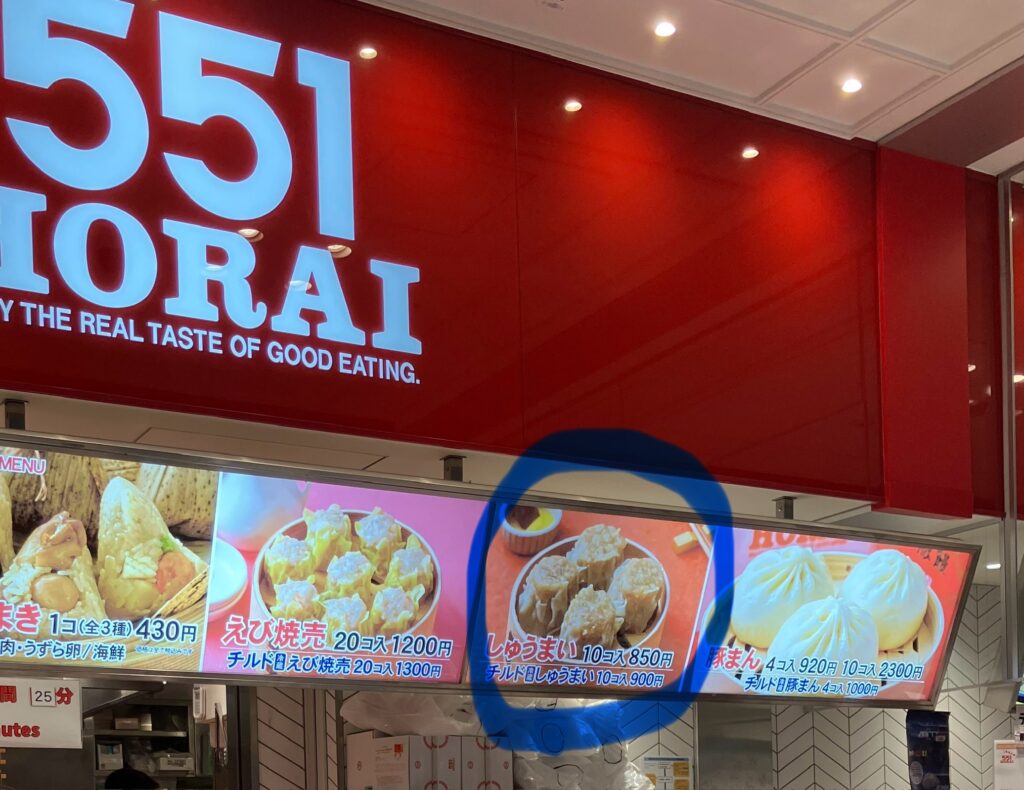 551
HORAI
Y THE REAL TASTE OF GOOD EATING.
MENU
まき 1コ(全3種) 430円
肉・うずら卵/海鮮
えび焼売 20コ入 1200円
チルド えび焼売 20コ入 1300円
しゅうまい 10コ入 850円
チルド しゅうまい 10コ入 900円
豚まん 4コ入 920円 10コ入 2300円
チルド 豚まん 4コ入 1000円
間 25分
utes